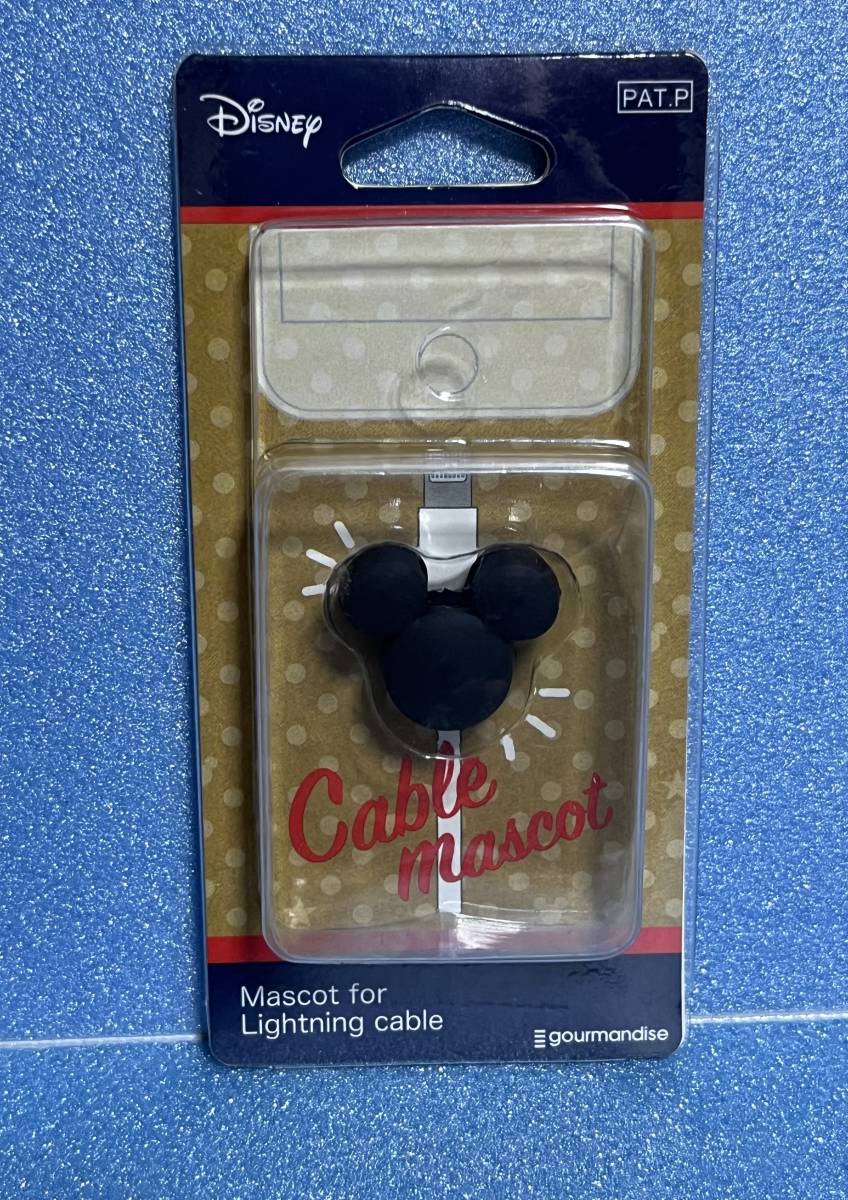 Disney
PAT.P
Cable
mascot
Mascot for
Lightning cable
gourmandise